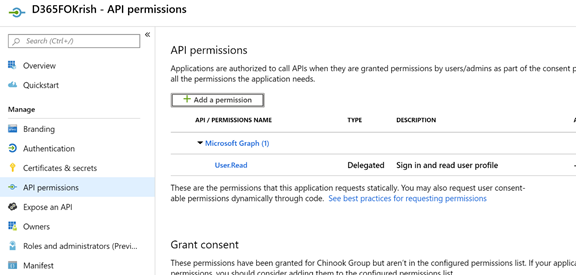 D365FOKrish - API permissions
Search (Ctrl+/)
«
Overview
Quickstart
Manage
Branding
Authentication
Certificates & secrets
API permissions
Expose an API
Owners
Roles and administrators (Previ...
Manifest
API permissions
Applications are authorized to call APIs when they are granted permissions by users/admins as part of the consent p
all the permissions the application needs.
+ Add a permission
API / PERMISSIONS NAME TYPE DESCRIPTION A
Microsoft Graph (1)
User.Read Delegated Sign in and read user profile -
These are the permissions that this application requests statically. You may also request user consent-
able permissions dynamically through code. See best practices for requesting permissions
Grant consent
These permissions have been granted for Chinook Group but aren't in the configured permissions list. If your applica
permissions, you should consider adding them to the configured permissions list.